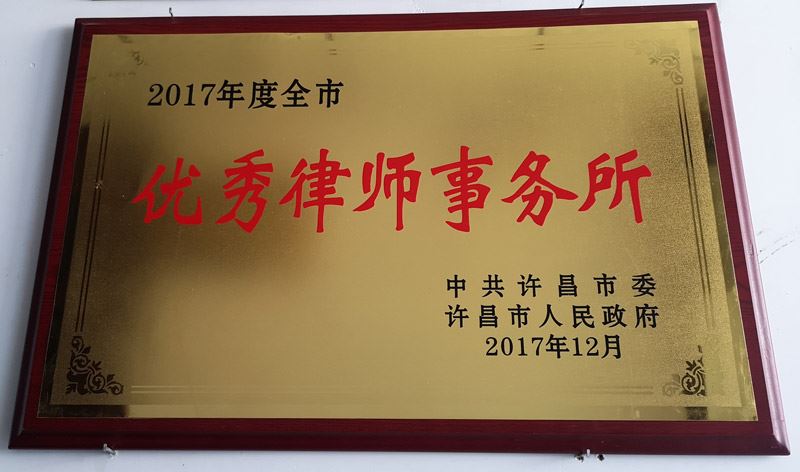 2017年度全市
优秀律师事务所
中共许昌市委
许昌市人民政府
2017年12月